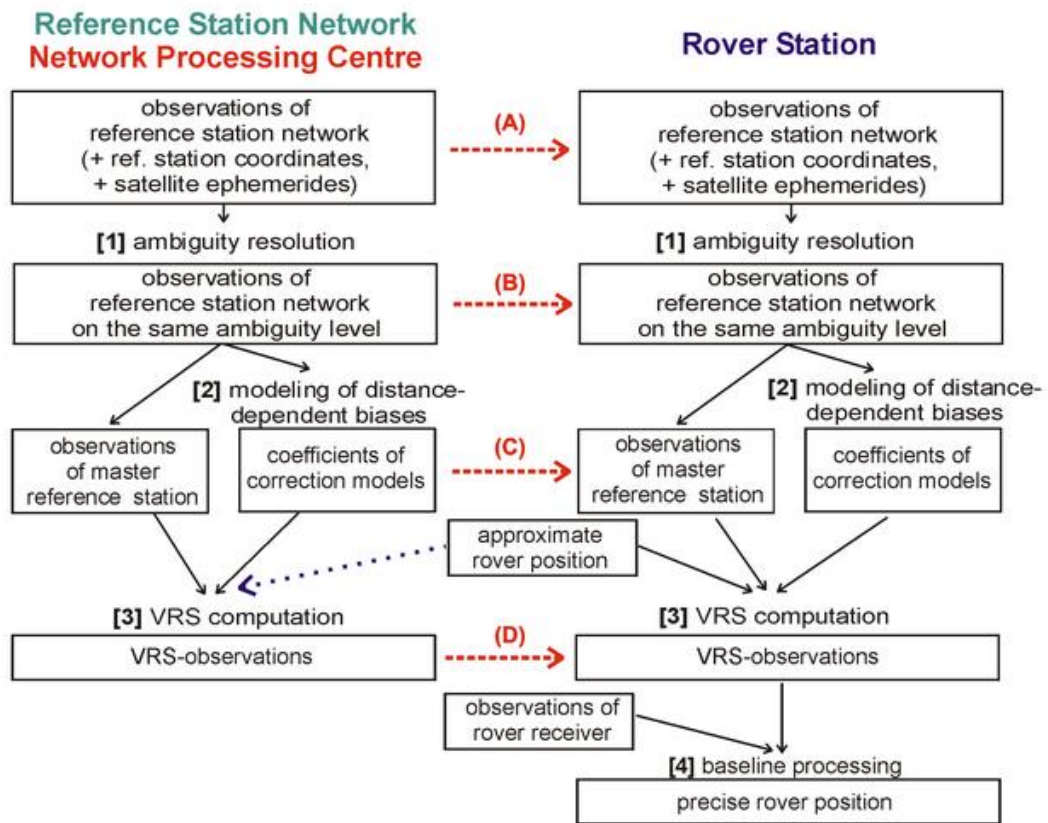 Reference Station Network
Network Processing Centre
Rover Station
observations of
reference station network
(+ ref. station coordinates,
+ satellite ephemerides)
(A)
observations of
reference station network
(+ ref. station coordinates,
+ satellite ephemerides)
[1] ambiguity resolution
[1] ambiguity resolution
observations of
reference station network
on the same ambiguity level
(B)
observations of
reference station network
on the same ambiguity level
[2] modeling of distance-
dependent biases
[2] modeling of distance-
dependent biases
observations
of master
reference station
coefficients of
correction models
(C)
observations
of master
reference station
coefficients of
correction models
approximate
rover position
[3] VRS computation
[3] VRS computation
VRS-observations
(D)
VRS-observations
observations of
rover receiver
[4] baseline processing
precise rover position